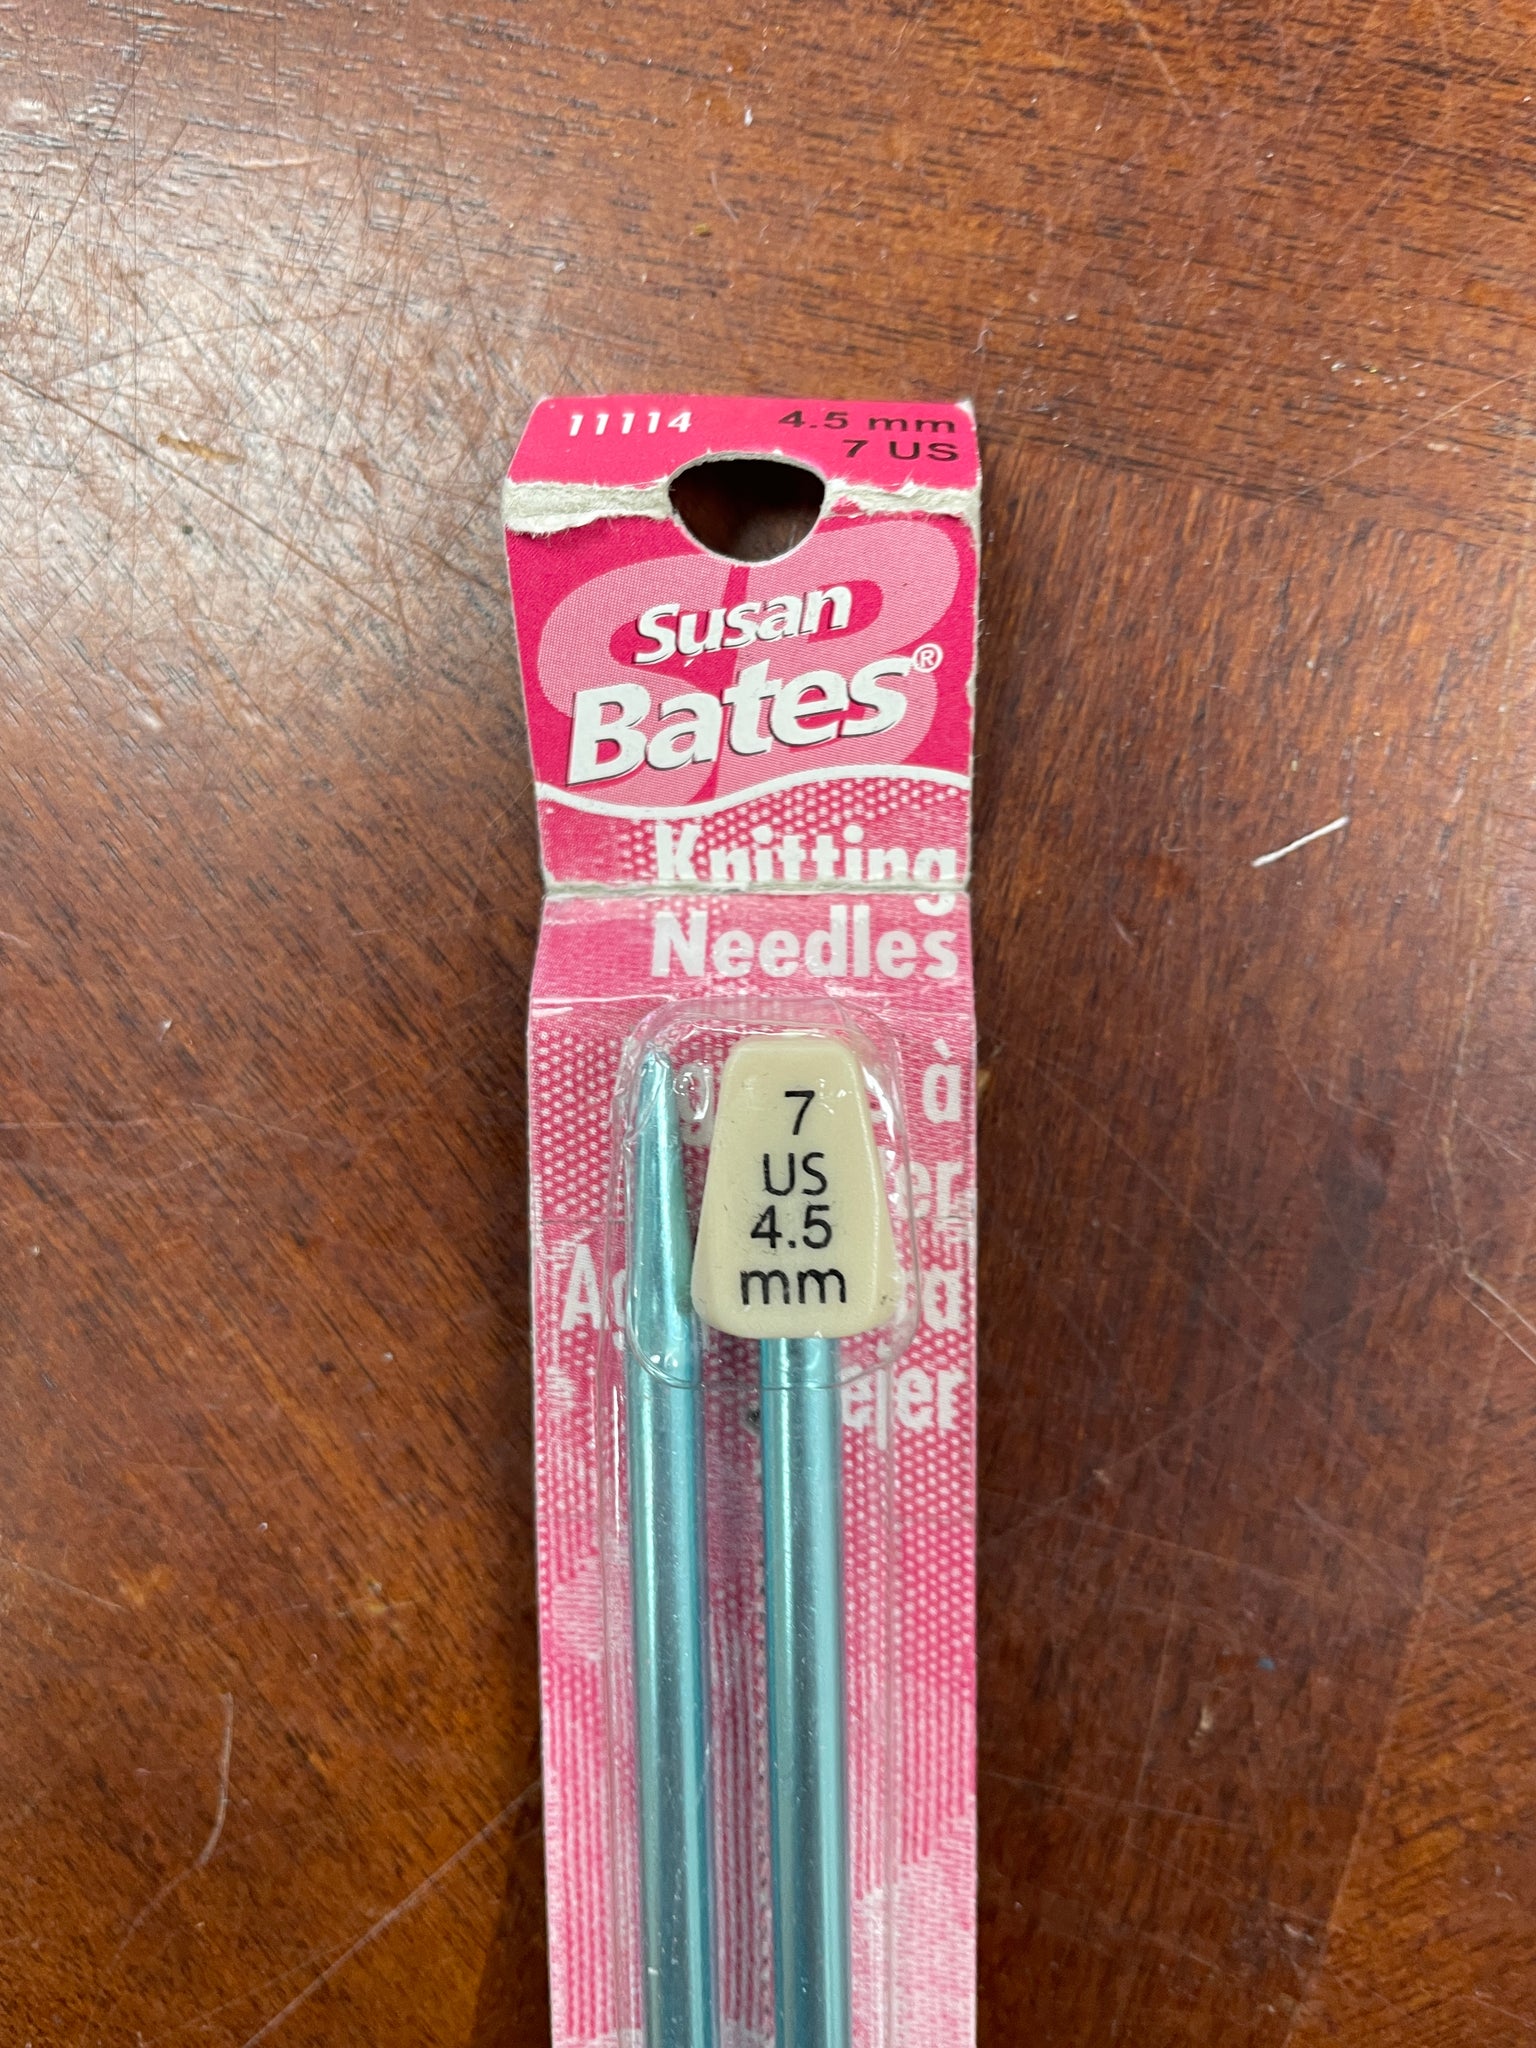 11114
4.5 mm
7 US
Susan
Bates®
Knitting
Needles
à
7
US
4.5
mm